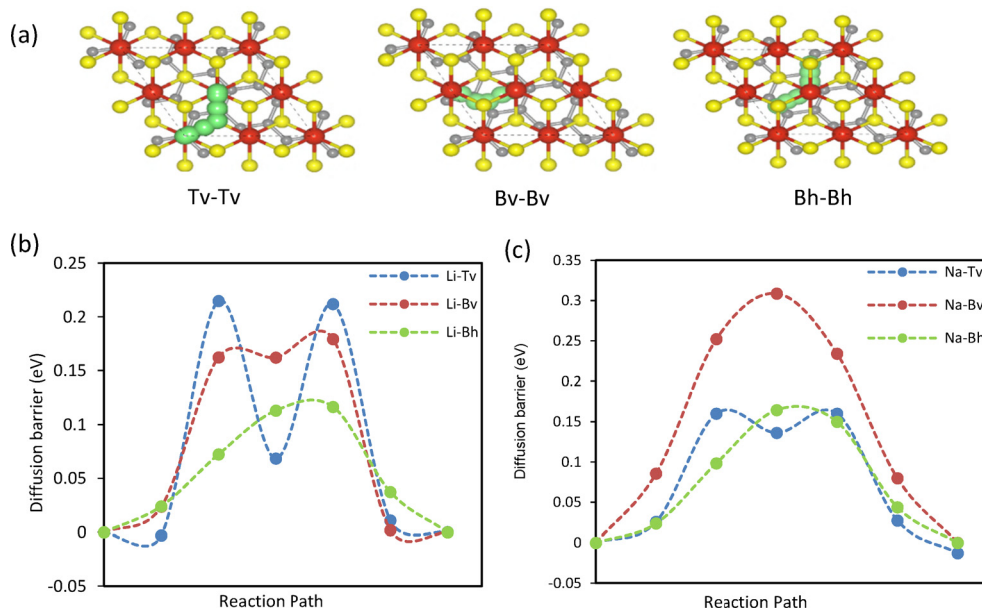 (a)
Tv-Tv
Bv-Bv
Bh-Bh
(b)
0.25
0.2
0.15
0.1
0.05
0
-0.05
Diffusion barrier (eV)
Reaction Path
Li-Tv
Li-Bv
Li-Bh
(c)
0.35
0.3
0.25
0.2
0.15
0.1
0.05
0
-0.05
Diffusion barrier (eV)
Reaction Path
Na-Tv
Na-Bv
Na-Bh